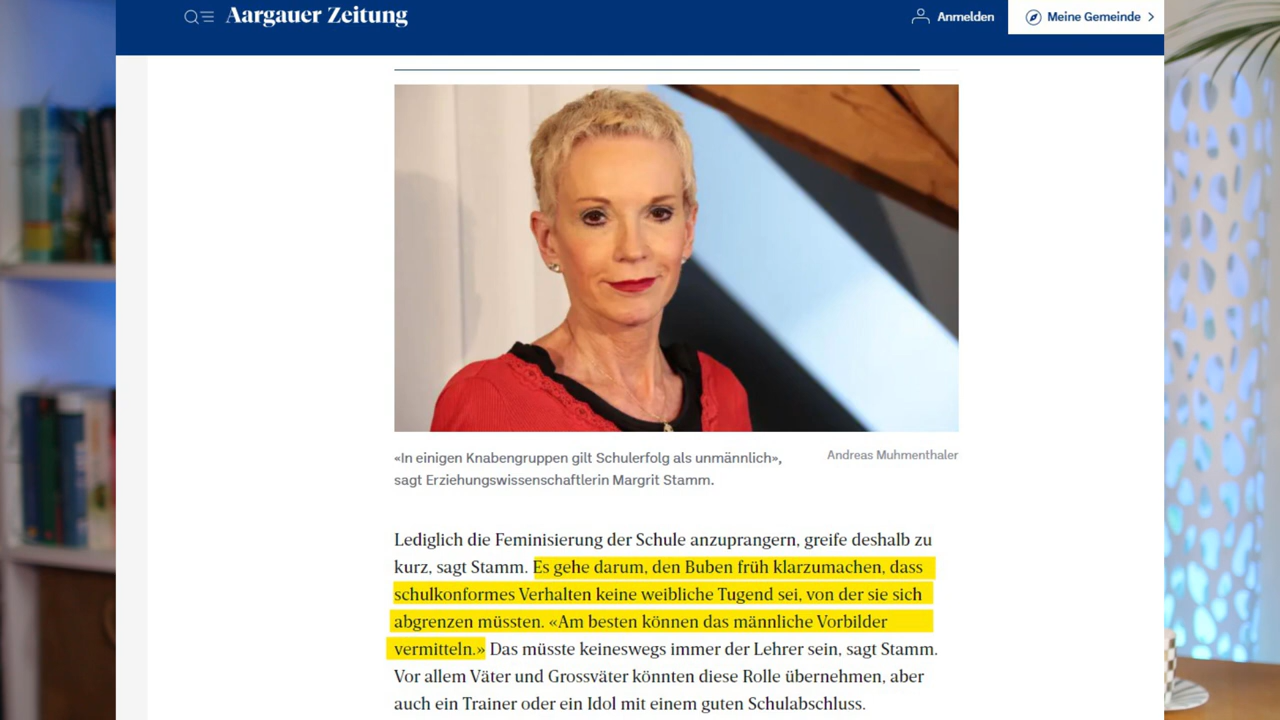 Aargauer Zeitung
Anmelden
Meine Gemeinde
«In einigen Knabengruppen gilt Schulerfolg als unmännlich»,
sagt Erziehungswissenschaftlerin Margrit Stamm.
Andreas Muhmenthaler
Lediglich die Feminisierung der Schule anzuprangern, greife deshalb zu
kurz, sagt Stamm. Es gehe darum, den Buben früh klarzumachen, dass
schulkonformes Verhalten keine weibliche Tugend sei, von der sie sich
abgrenzen müssten. «Am besten können das männliche Vorbilder
vermitteln.» Das müsste keineswegs immer der Lehrer sein, sagt Stamm.
Vor allem Väter und Grossväter könnten diese Rolle übernehmen, aber
auch ein Trainer oder ein Idol mit einem guten Schulabschluss.